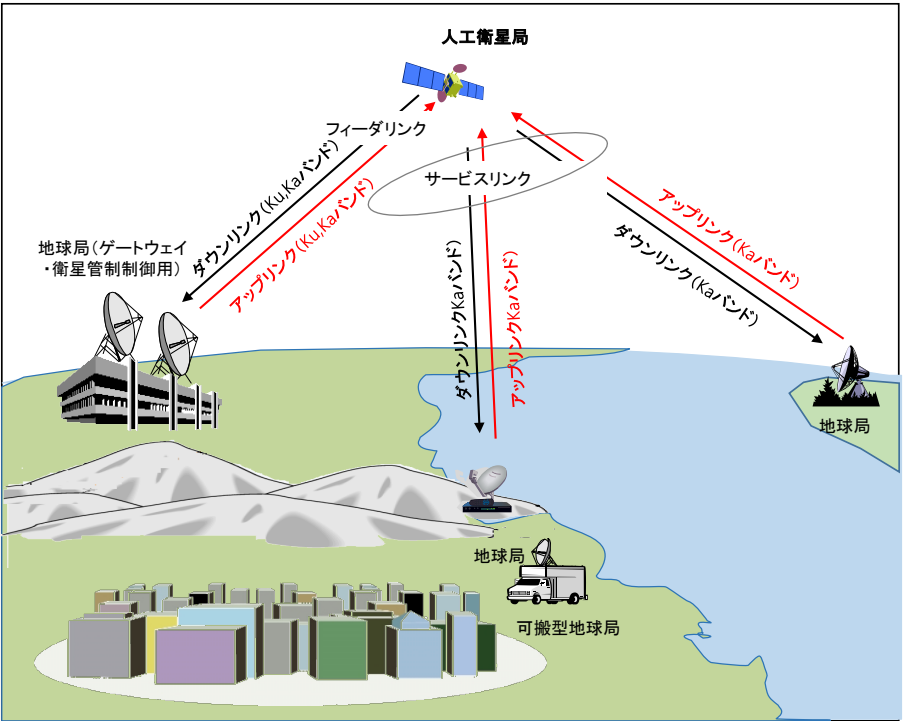 人工衛星局
フィーダリンク
サービスリンク
ダウンリンク(Ku,Kaバンド)
アップリンク(Ku,Kaバンド)
アップリンク(Kaバンド)
ダウンリンク(Kaバンド)
地球局(ゲートウェイ
・衛星管制制御用)
ダウンリンクKaバンド)
アップリンクKaバンド)
地球局
地球局
可搬型地球局